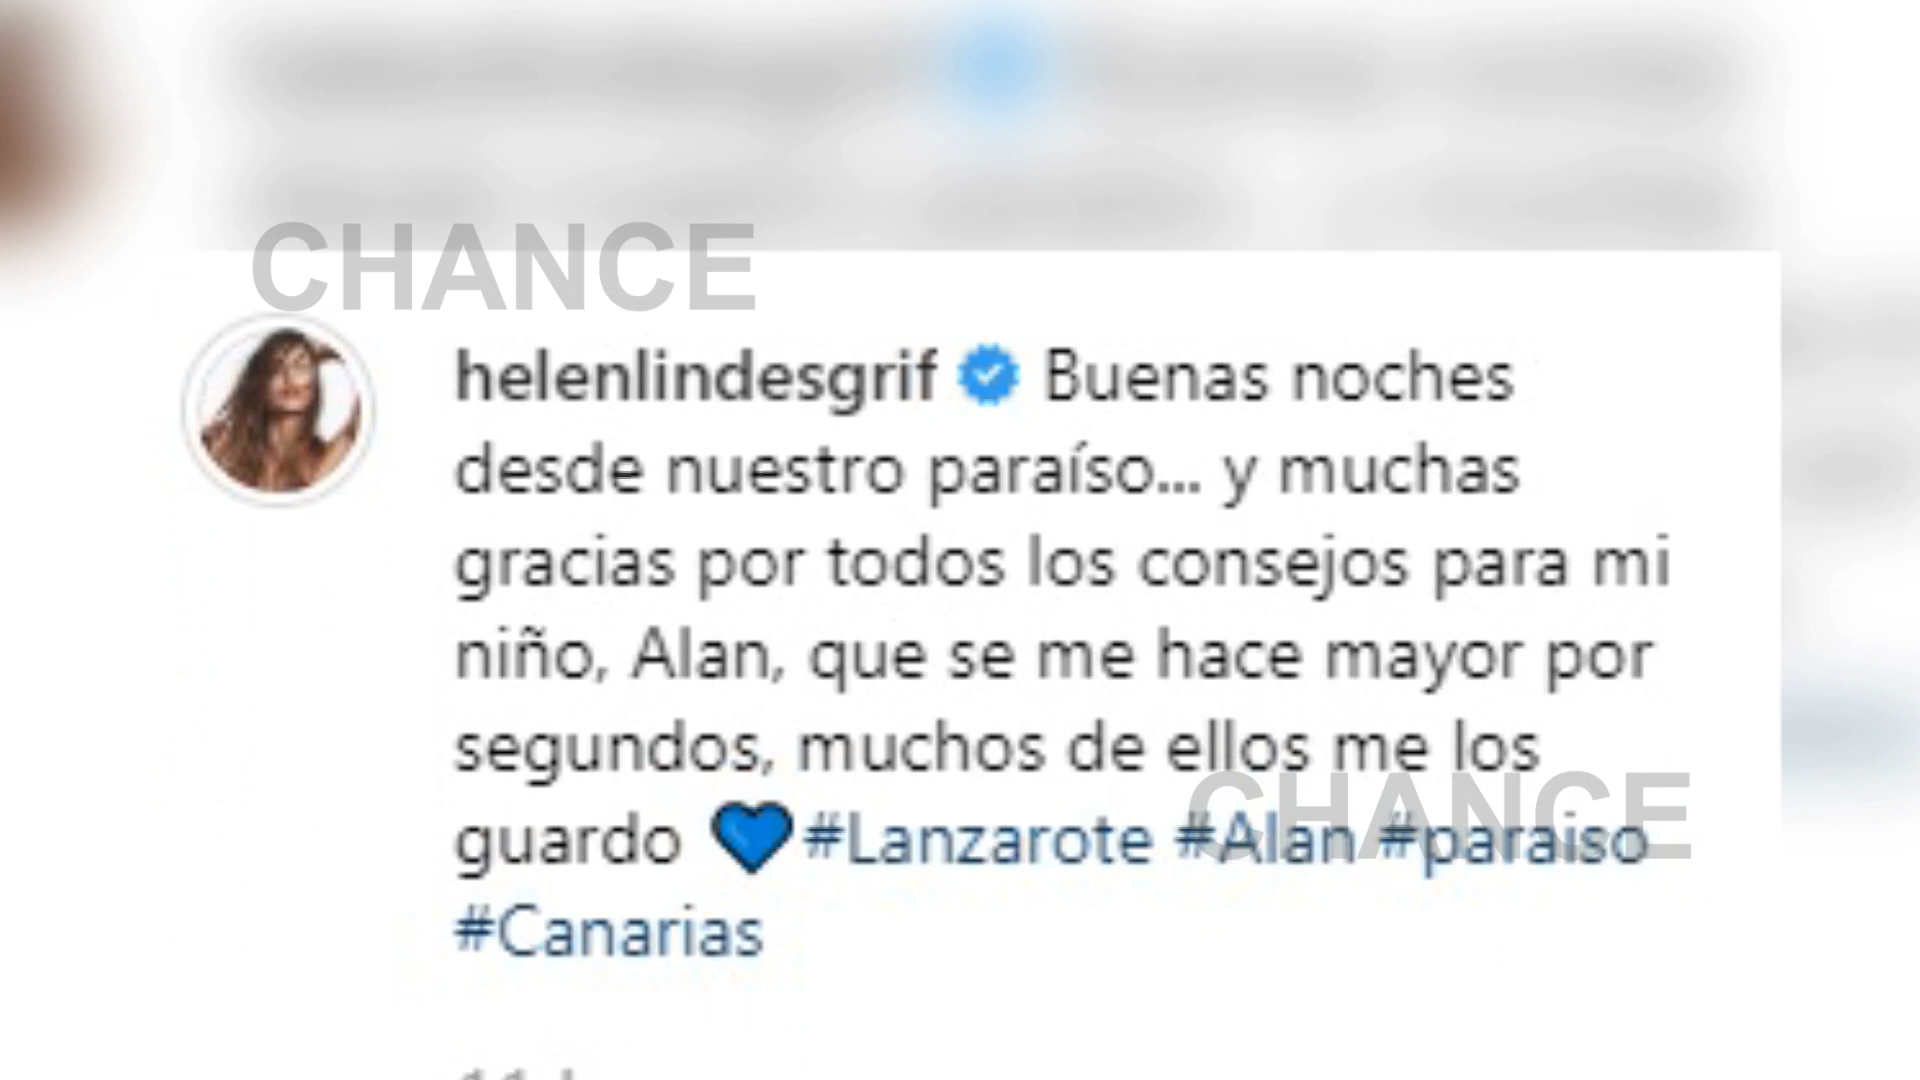 CHANCE
helenlindesgrif Buenas noches
desde nuestro paraíso... y muchas
gracias por todos los consejos para mi
niño, Alan, que se me hace mayor por
segundos, muchos de ellos me los
CHANCE
guardo 💙#Lanzarote #Alan #paraiso
#Canarias